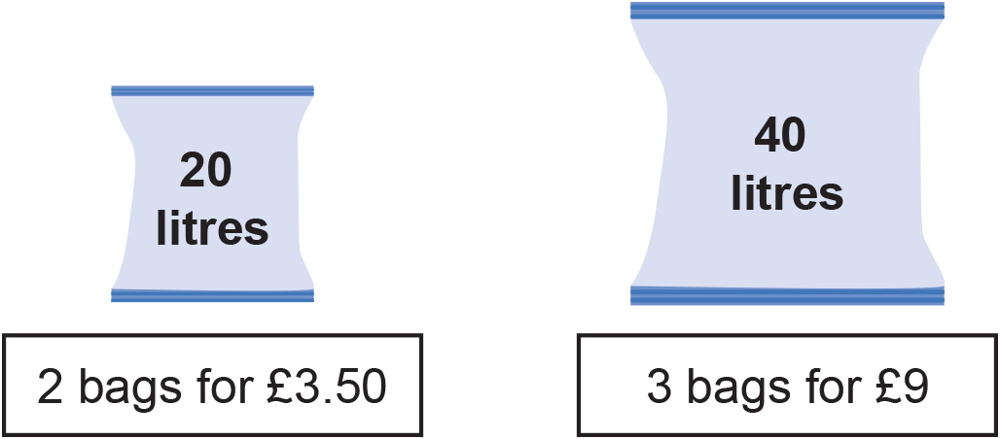 20
litres
2 bags for £3.50
40
litres
3 bags for £9